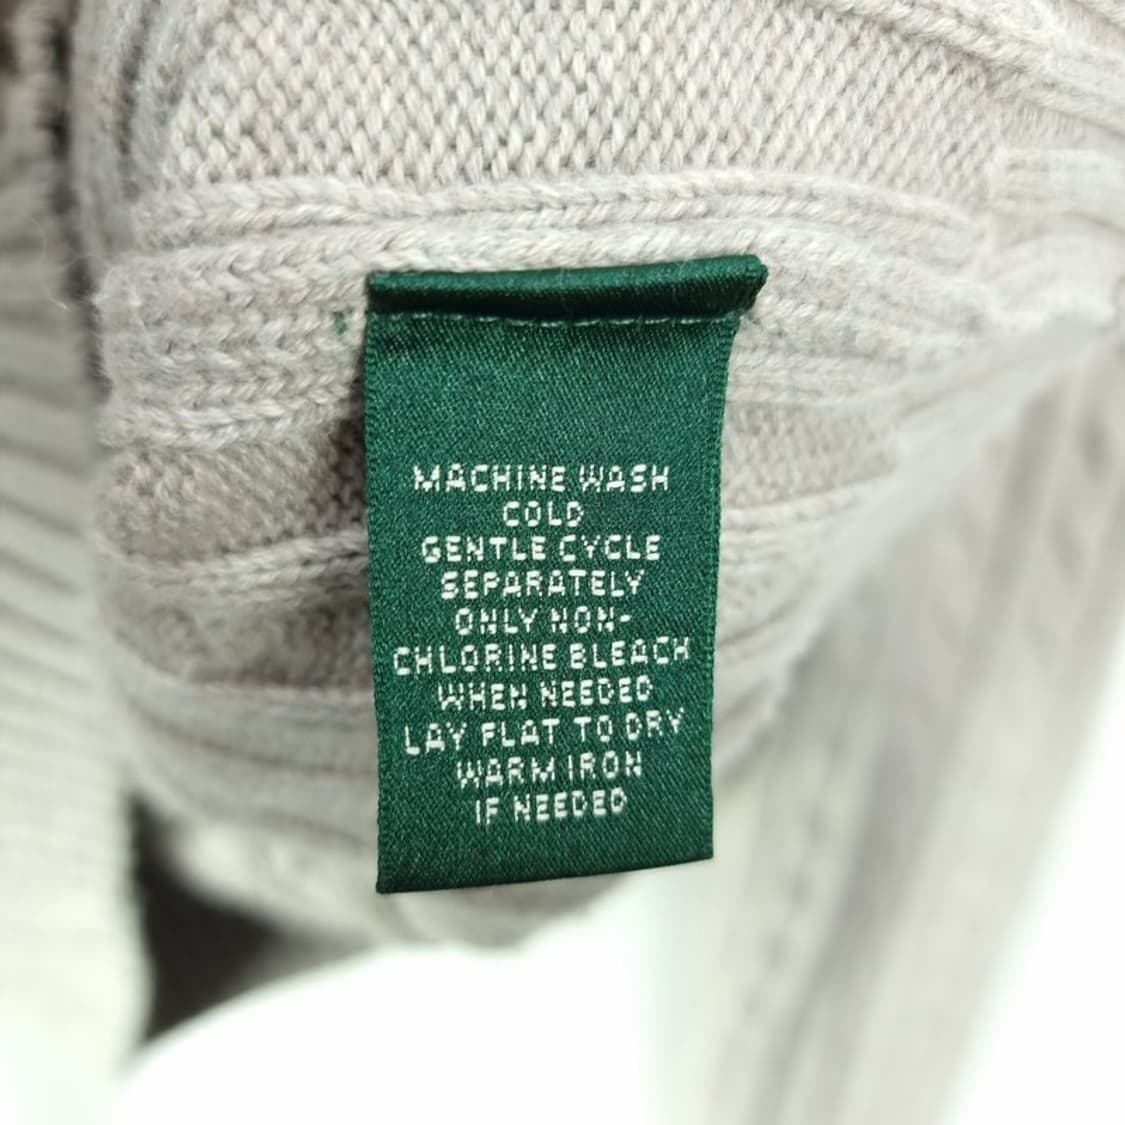 MACHINE WASH
COLD
GENTLE CYCLE
SEPARATELY
ONLY NON-
CHLORINE BLEACH
WHEN NEEDED
LAY FLAT TO DRY
WARM IRON
IF NEEDED